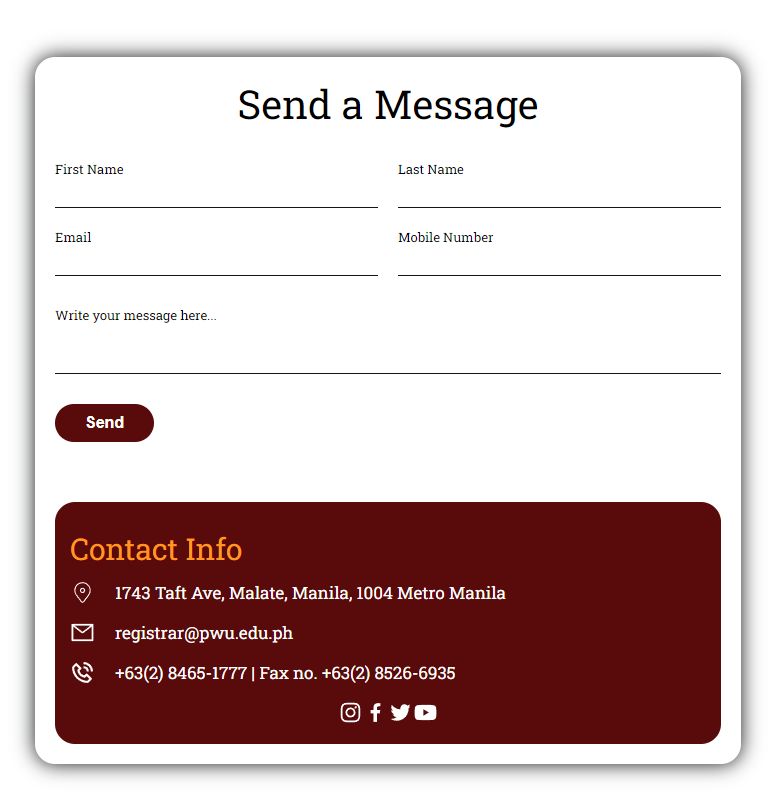 Send a Message
First Name
Last Name
Email
Mobile Number
Write your message here...
Send
Contact Info
1743 Taft Ave, Malate, Manila, 1004 Metro Manila
registrar@pwu.edu.ph
+63(2) 8465-1777 | Fax no. +63(2) 8526-6935